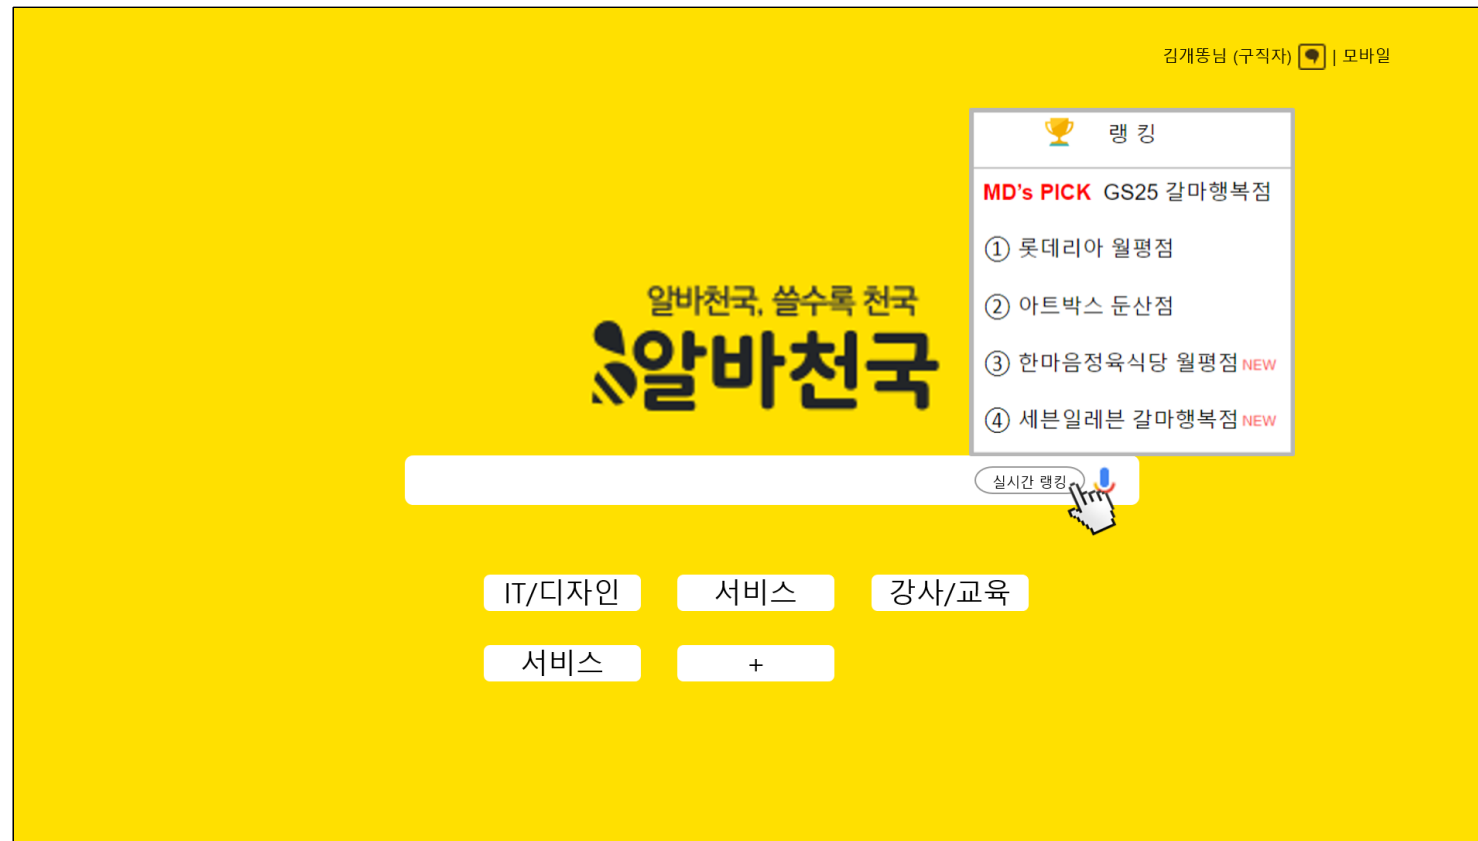 김개똥님 (구직자) | 모바일
랭 킹
MD's PICK GS25 갈마행복점
① 롯데리아 월평점
② 아트박스 둔산점
③ 한마음정육식당 월평점 NEW
④ 세븐일레븐 갈마행복점 NEW
알바천국, 쓸수록 천국
알바천국
실시간 랭킹
IT/디자인 서비스 강사/교육
서비스 +